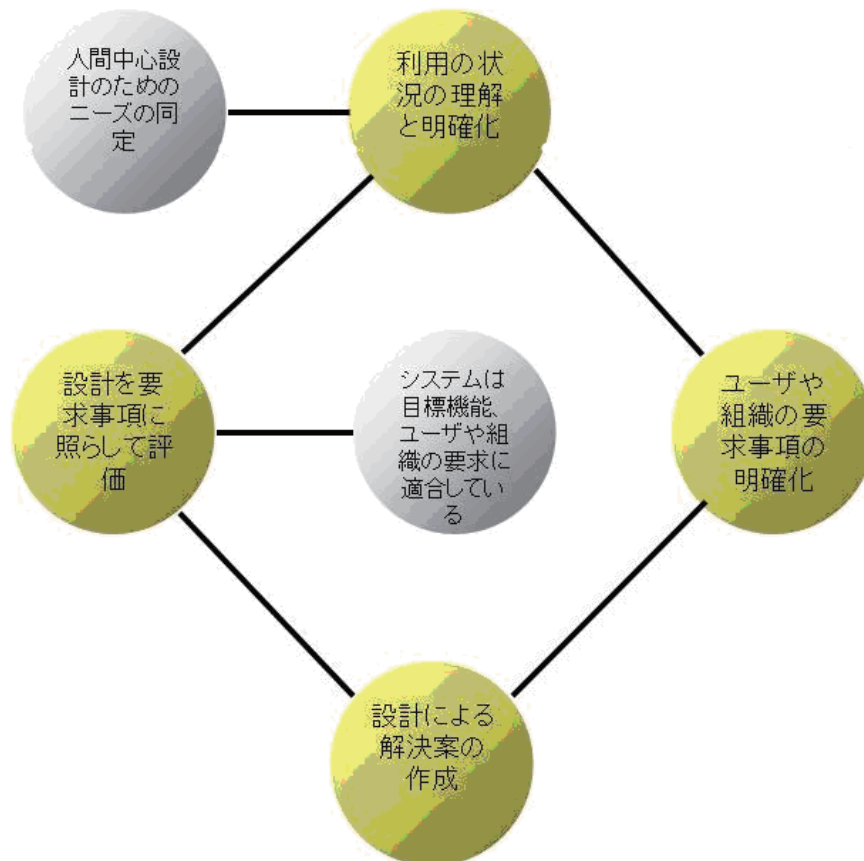 人間中心設
計のための
ニーズの同
定
利用の状
況の理解
と明確化
設計を要
求事項に
照らして評
価
システムは
目標機能、
ユーザや組
織の要求に
適合してい
る
ユーザや
組織の要
求事項の
明確化
設計による
解決案の
作成